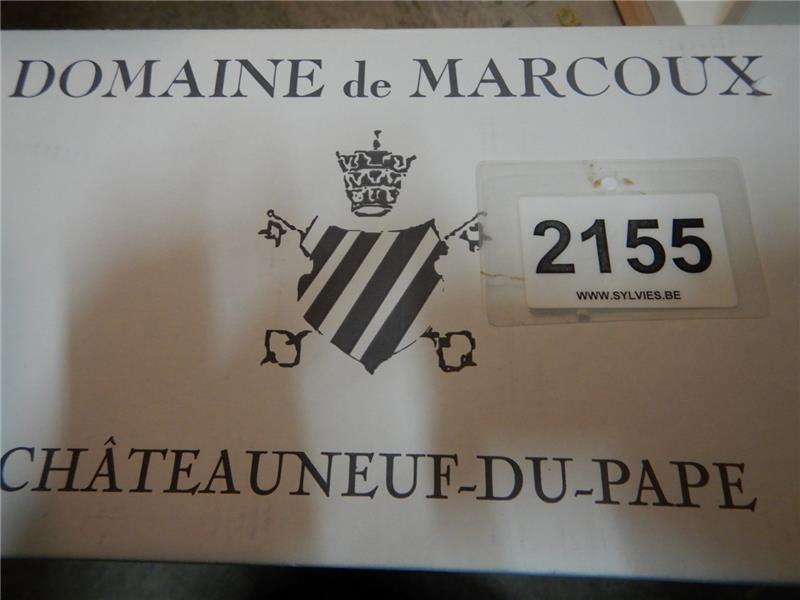 DOMAINE de MARCOUX
2155
WWW.SYLVIES.BE
CHÂTEAUNEUF-DU-PAPE